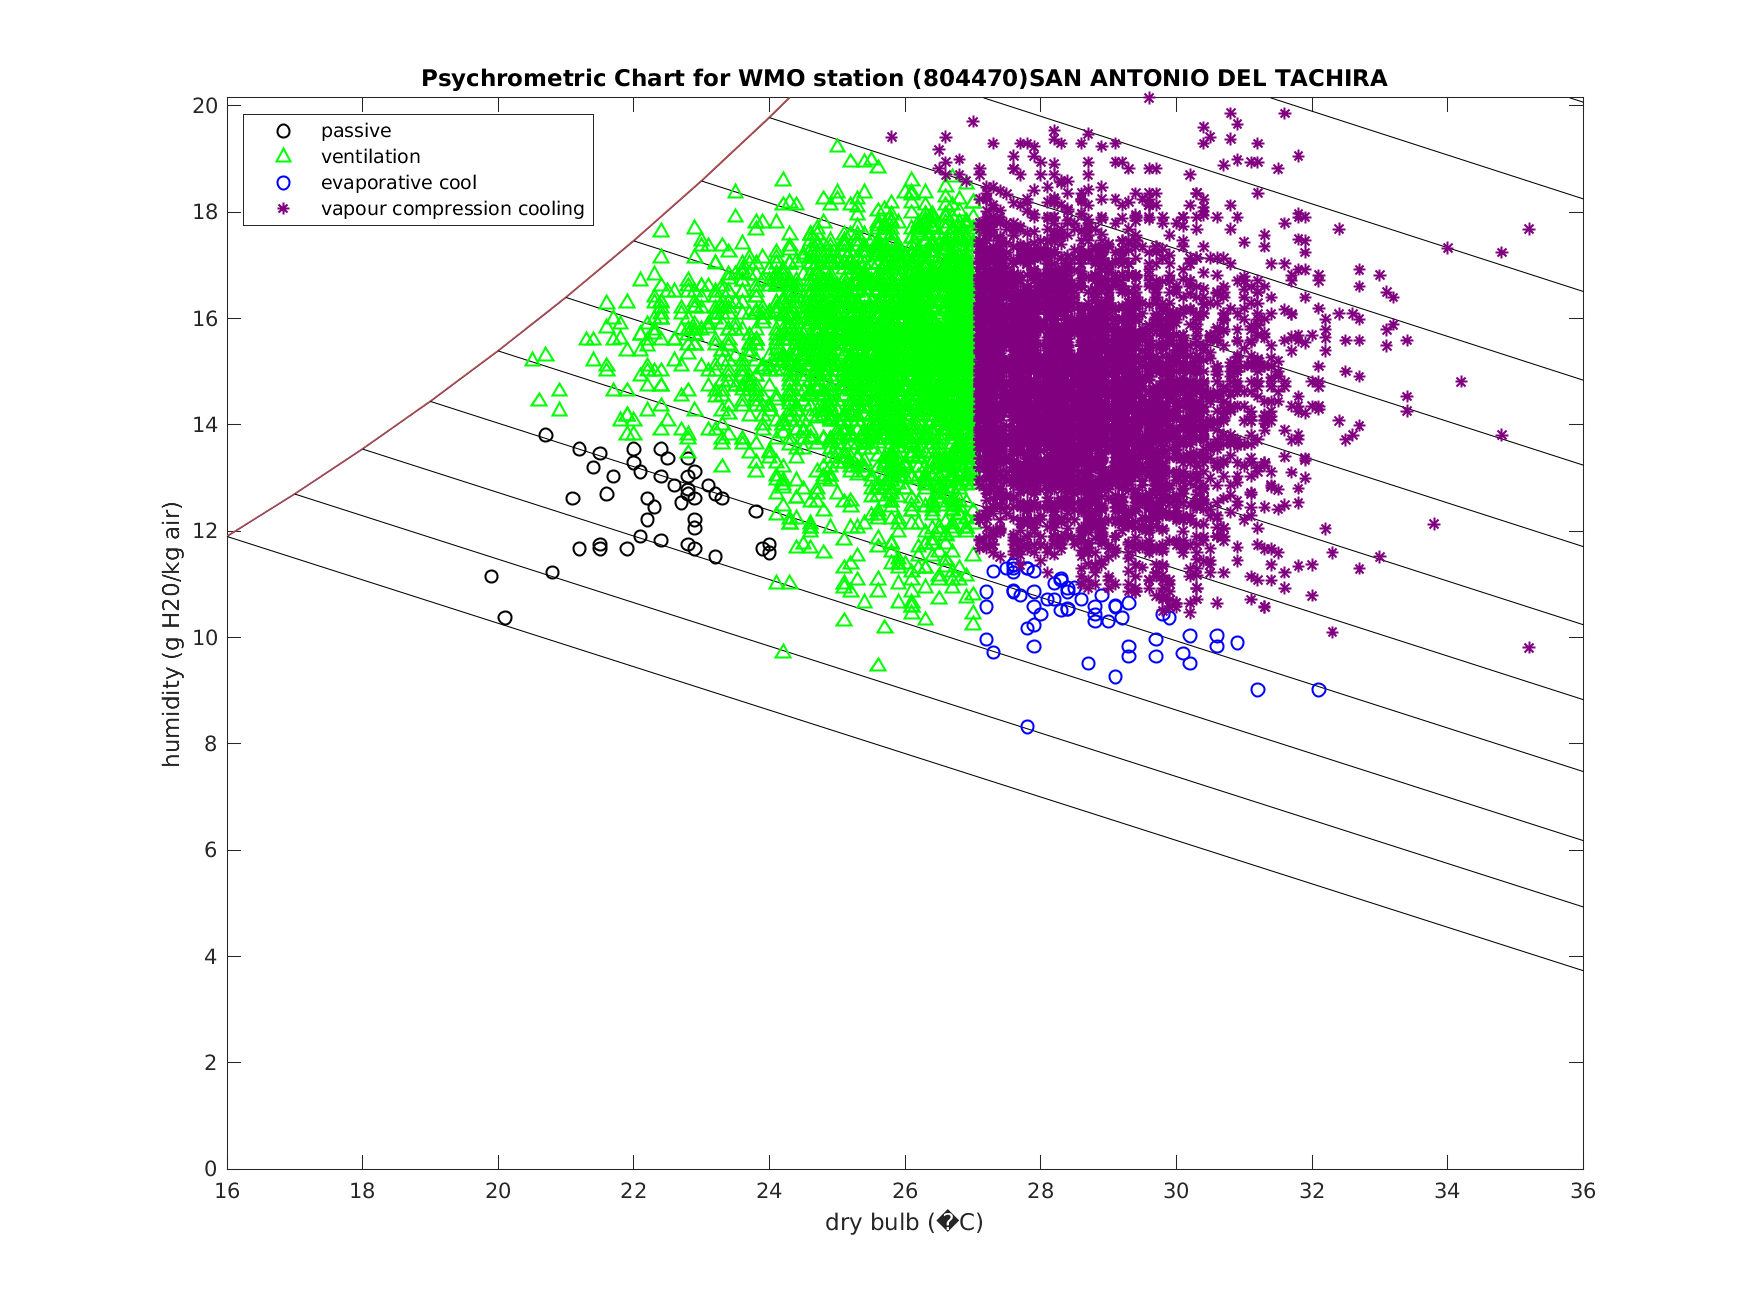 Psychrometric Chart for WMO station (804470)SAN ANTONIO DEL TACHIRA
passive
ventilation
evaporative cool
vapour compression cooling
humidity (g H20/kg air)
20
18
16
14
12
10
8
6
4
2
0
16 18 20 22 24 26 28 30 32 34 36
dry bulb (�C)